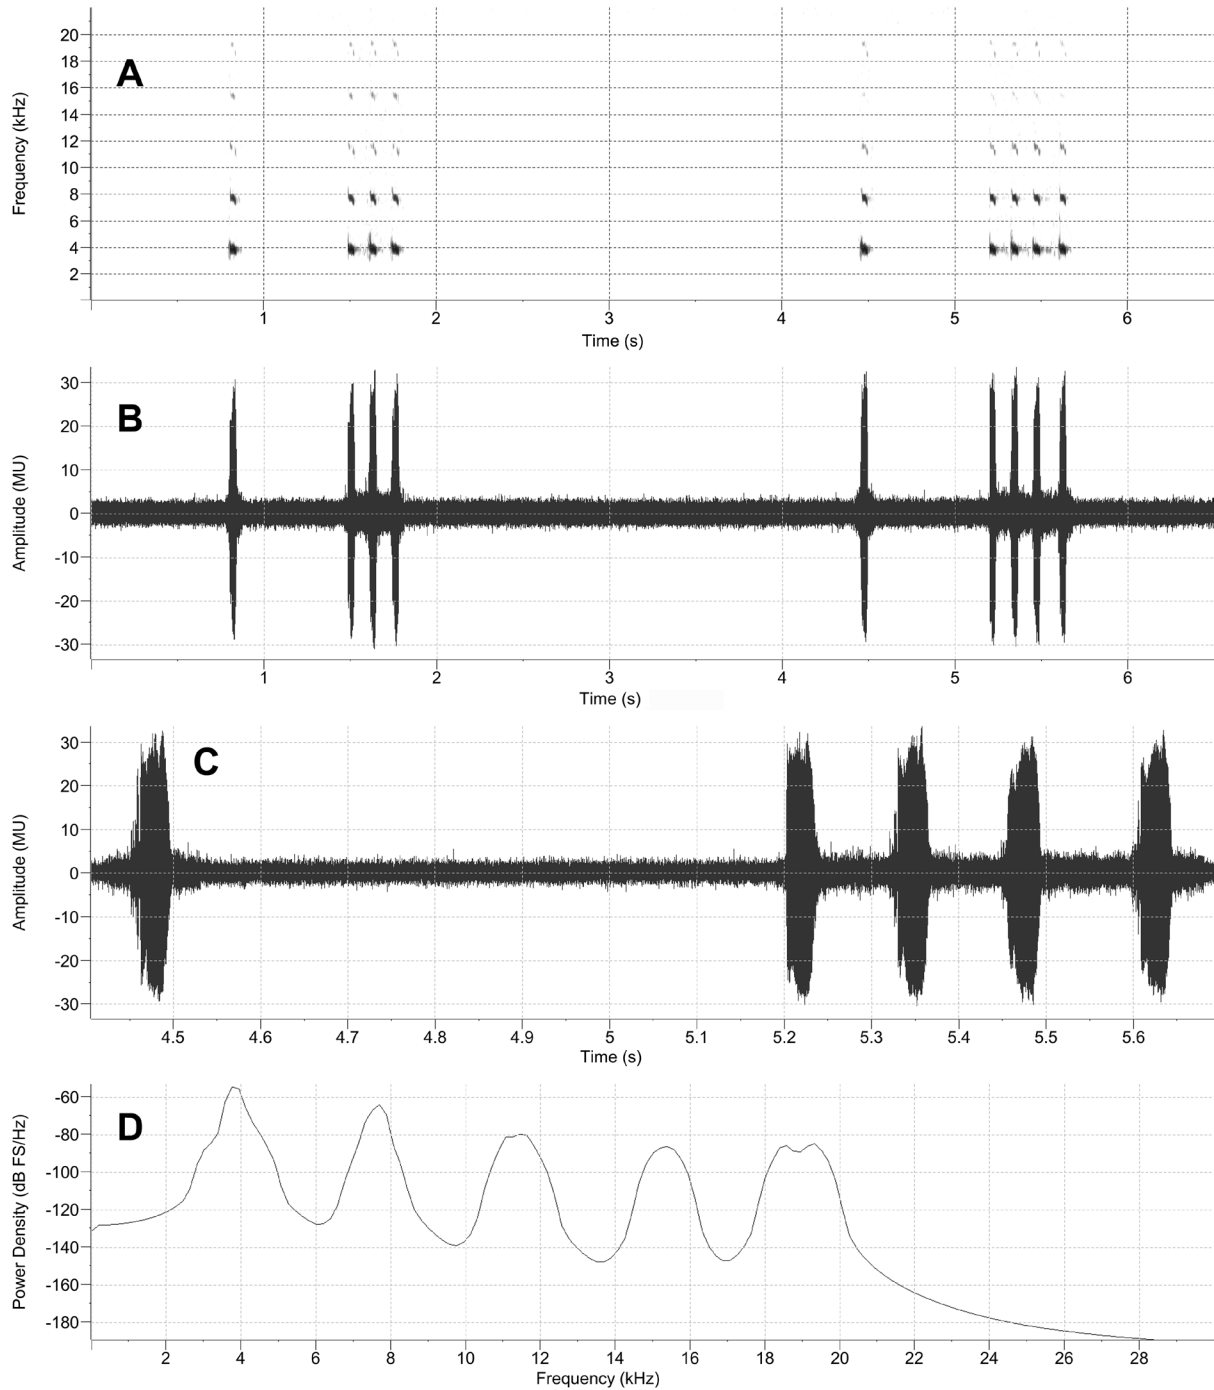 A
20
18
16
14
12
10
8
6
4
2
Frequency (kHz)
1 2 3 4 5 6
Time (s)
B
30
20
10
0
-10
-20
-30
Amplitude (MU)
1 2 3 4 5 6
Time (s)
C
30
20
10
0
-10
-20
-30
Amplitude (MU)
4.5 4.6 4.7 4.8 4.9 5 5.1 5.2 5.3 5.4 5.5 5.6
Time (s)
D
-60
-80
-100
-120
-140
-160
-180
Power Density (dB FS/Hz)
2 4 6 8 10 12 14 16 18 20 22 24 26 28
Frequency (kHz)